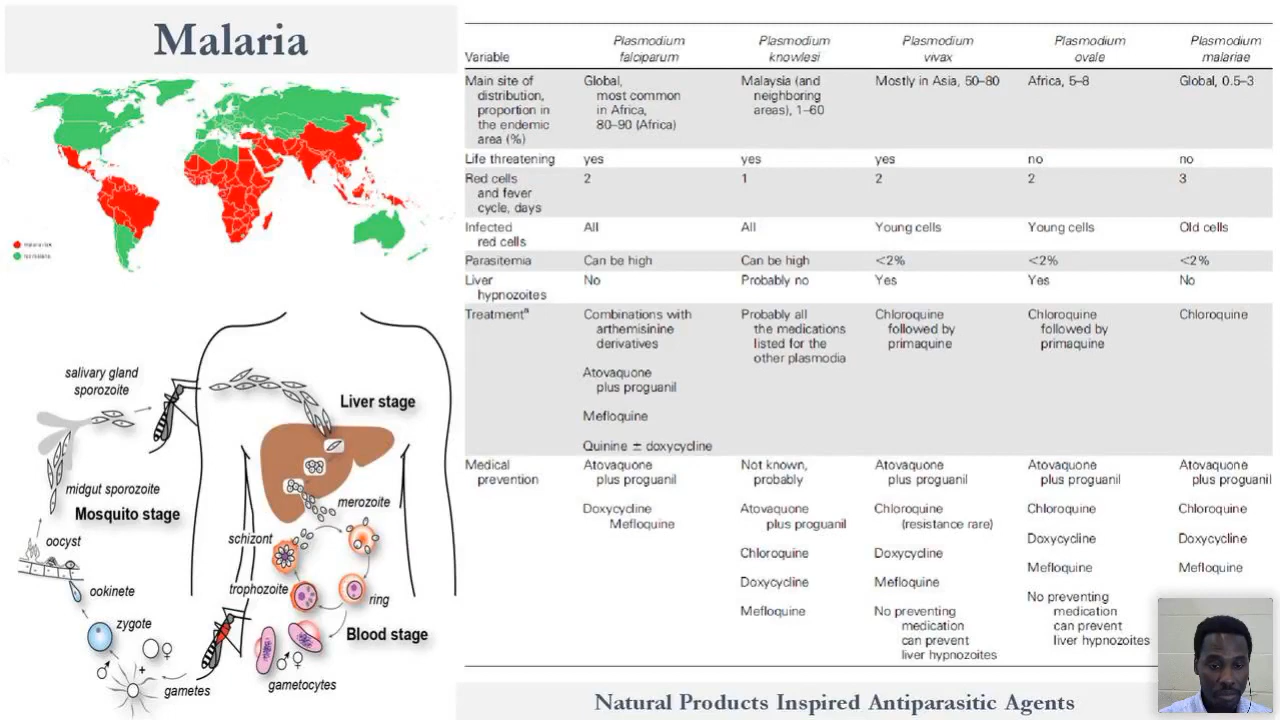 Malaria
salivary gland
sporozoite
Liver stage
midgut sporozoite
Mosquito stage
merozoite
schizont
oocyst
trophozoite
ring
ookinete
zygote
Blood stage
♀
♂
+
♂ ♀
gametes
gametocytes
Variable
Plasmodium
falciparum
Plasmodium
knowlesi
Plasmodium
vivax
Plasmodium
ovale
Plasmodium
malariae
Main site of
distribution,
proportion in
the endemic
area (%)
Global,
most common
in Africa,
80–90 (Africa)
Malaysia (and
neighboring
areas), 1–60
Mostly in Asia, 50–80
Africa, 5–8
Global, 0.5–3
Life threatening yes yes yes no no
Red cells
and fever
cycle, days
2 1 2 2 3
Infected
red cells
All All Young cells Young cells Old cells
Parasitemia Can be high Can be high <2% <2% <2%
Liver
hypnozoites
No Probably no Yes Yes No
Treatmentª
Combinations with
arthemisinine
derivatives
Atovaquone
plus proguanil
Mefloquine
Quinine ± doxycycline
Probably all
the medications
listed for the
other plasmodia
Chloroquine
followed by
primaquine
Chloroquine
followed by
primaquine
Chloroquine
Medical
prevention
Atovaquone
plus proguanil
Doxycycline
Mefloquine
Not known,
probably
Atovaquone
plus proguanil
Chloroquine
Doxycycline
Mefloquine
Atovaquone
plus proguanil
Chloroquine
(resistance rare)
Doxycycline
Mefloquine
No preventing
medication
can prevent
liver hypnozoites
Atovaquone
plus proguanil
Chloroquine
Doxycycline
Mefloquine
No preventing
medication
can prevent
liver hypnozoites
Atovaquone
plus proguanil
Chloroquine
Doxycycline
Mefloquine
Natural Products Inspired Antiparasitic Agents